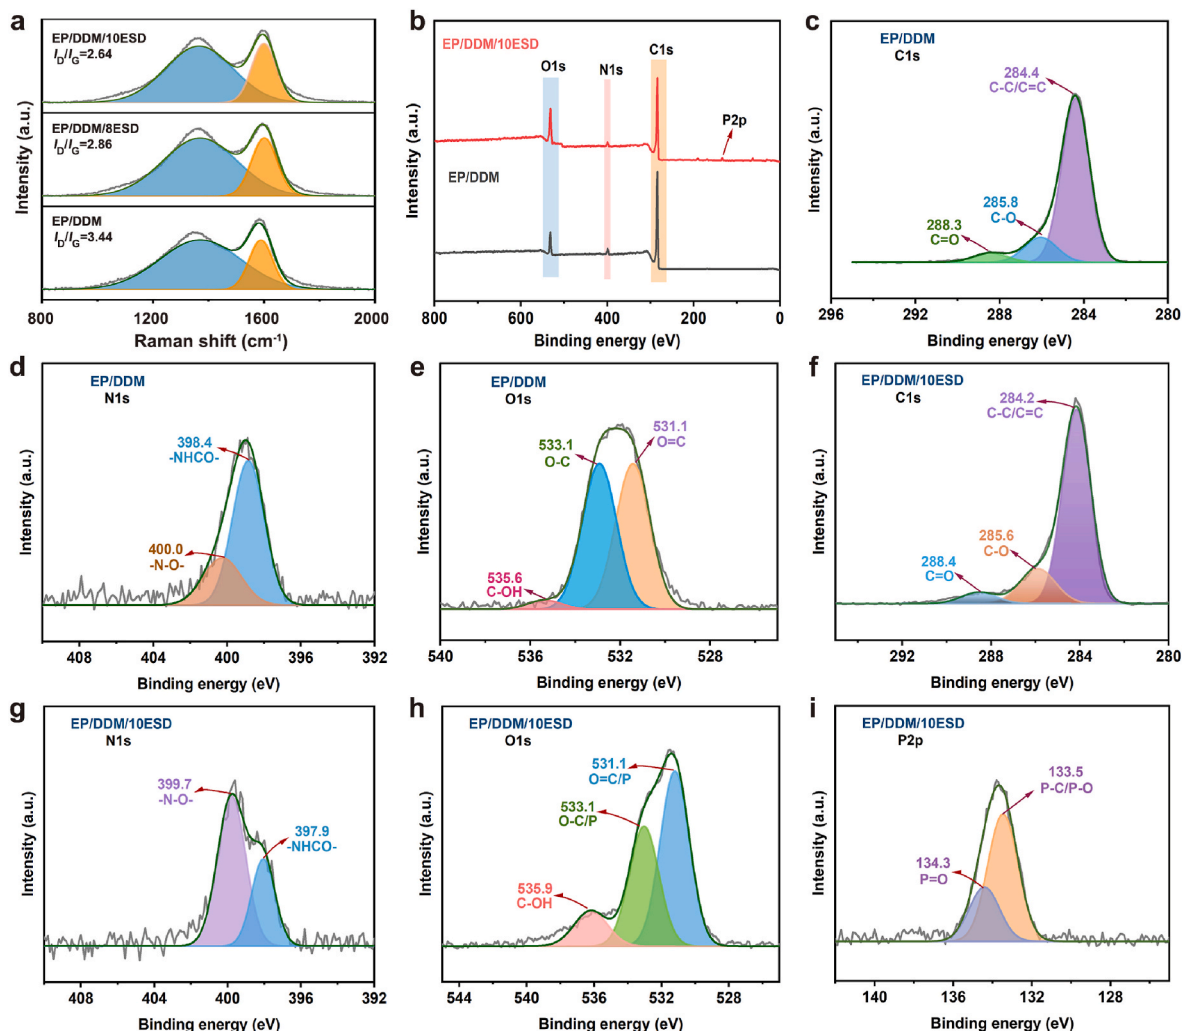 a
EP/DDM/10ESD
I_D/I_G=2.64
EP/DDM/8ESD
I_D/I_G=2.86
EP/DDM
I_D/I_G=3.44
Intensity (a.u.)
800 1200 1600 2000
Raman shift (cm⁻¹)
b
EP/DDM/10ESD
O1s
N1s
C1s
P2p
EP/DDM
Intensity (a.u.)
800 600 400 200 0
Binding energy (eV)
c
EP/DDM
C1s
284.4
C-C/C=C
285.8
C-O
288.3
C=O
Intensity (a.u.)
296 292 288 284 280
Binding energy (eV)
d
EP/DDM
N1s
398.4
-NHCO-
400.0
-N-O-
Intensity (a.u.)
408 404 400 396 392
Binding energy (eV)
e
EP/DDM
O1s
533.1
O-C
531.1
O=C
535.6
C-OH
Intensity (a.u.)
540 536 531 528
Binding energy (eV)
f
EP/DDM/10ESD
C1s
284.2
C-C/C=C
285.6
C-O
288.4
C=O
Intensity (a.u.)
292 288 284 280
Binding energy (eV)
g
EP/DDM/10ESD
N1s
399.7
-N-O-
397.9
-NHCO-
Intensity (a.u.)
408 404 400 396 392
Binding energy (eV)
h
EP/DDM/10ESD
O1s
531.1
O=C/P
533.1
O-C/P
535.9
C-OH
Intensity (a.u.)
544 540 536 531 528
Binding energy (eV)
i
EP/DDM/10ESD
P2p
133.5
P-C/P-O
134.3
P=O
Intensity (a.u.)
140 136 132 128
Binding energy (eV)